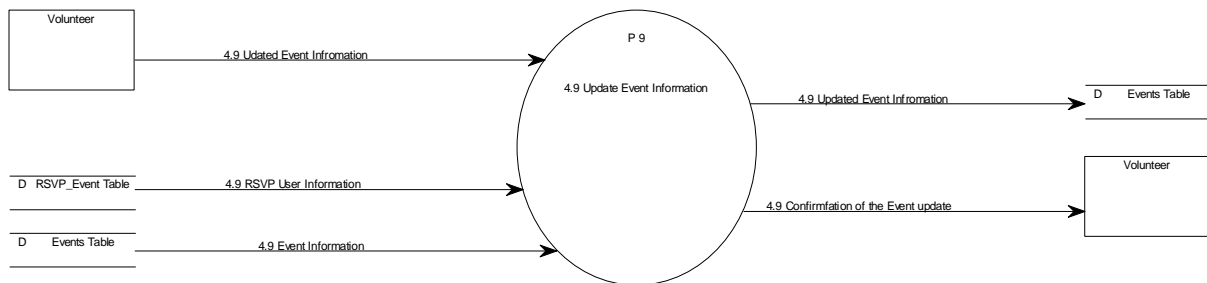 Volunteer
4.9 Udated Event Infromation
P 9
4.9 Update Event Information
4.9 Updated Event Infromation
D Events Table
Volunteer
D RSVP_Event Table
4.9 RSVP User Information
4.9 Confirmfation of the Event update
D Events Table
4.9 Event Information